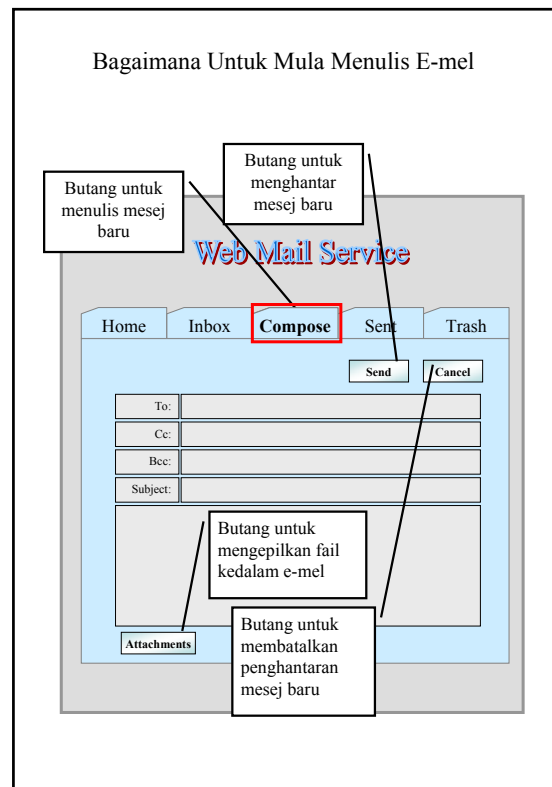 Bagaimana Untuk Mula Menulis E-mel
Butang untuk
menghantar
mesej baru
Butang untuk
menulis mesej
baru
Web Mail Service
Home Inbox Compose Sent Trash
Send Cancel
To:
Cc:
Bcc:
Subject:
Butang untuk
mengepilkan fail
kedalam e-mel
Butang untuk
membatalkan
penghantaran
mesej baru
Attachments